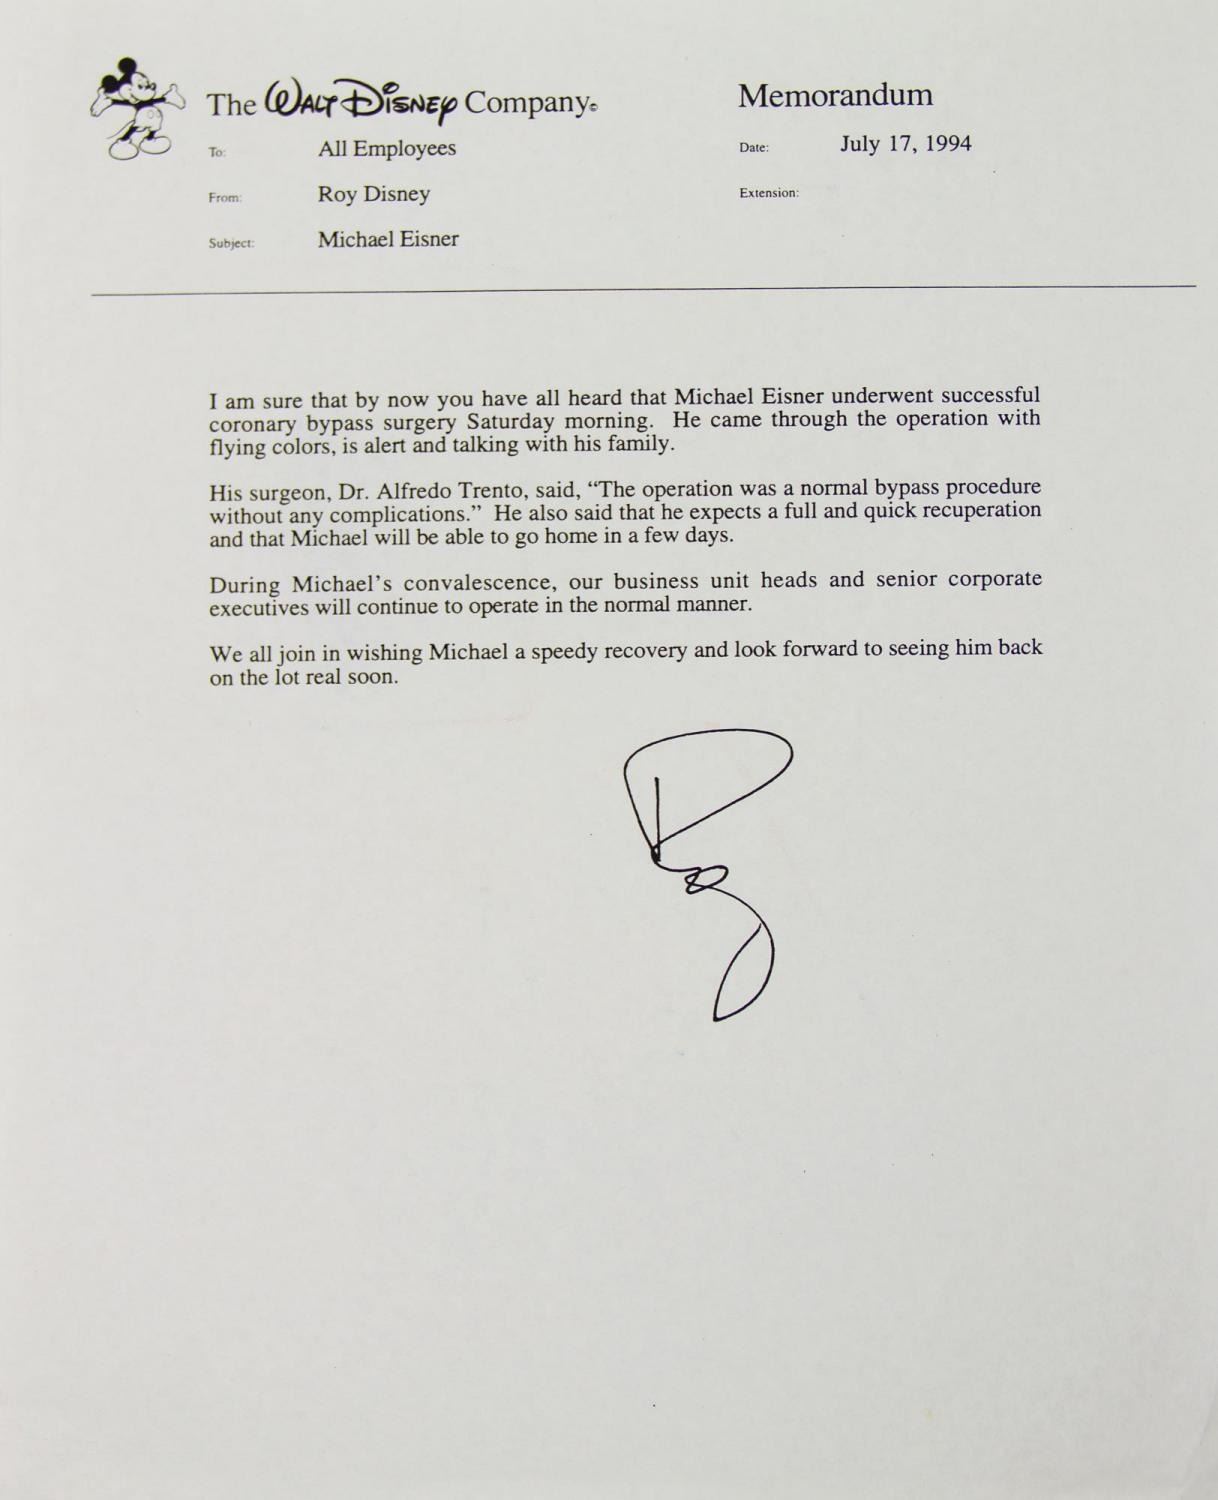 The WALT DISNEY Company©
Memorandum
To: All Employees
Date: July 17, 1994
From: Roy Disney
Extension:
Subject: Michael Eisner
I am sure that by now you have all heard that Michael Eisner underwent successful
coronary bypass surgery Saturday morning. He came through the operation with
flying colors, is alert and talking with his family.
His surgeon, Dr. Alfredo Trento, said, “The operation was a normal bypass procedure
without any complications.” He also said that he expects a full and quick recuperation
and that Michael will be able to go home in a few days.
During Michael’s convalescence, our business unit heads and senior corporate
executives will continue to operate in the normal manner.
We all join in wishing Michael a speedy recovery and look forward to seeing him back
on the lot real soon.
Roy